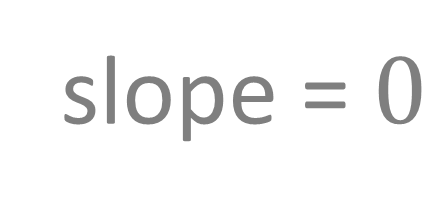 slope = 0